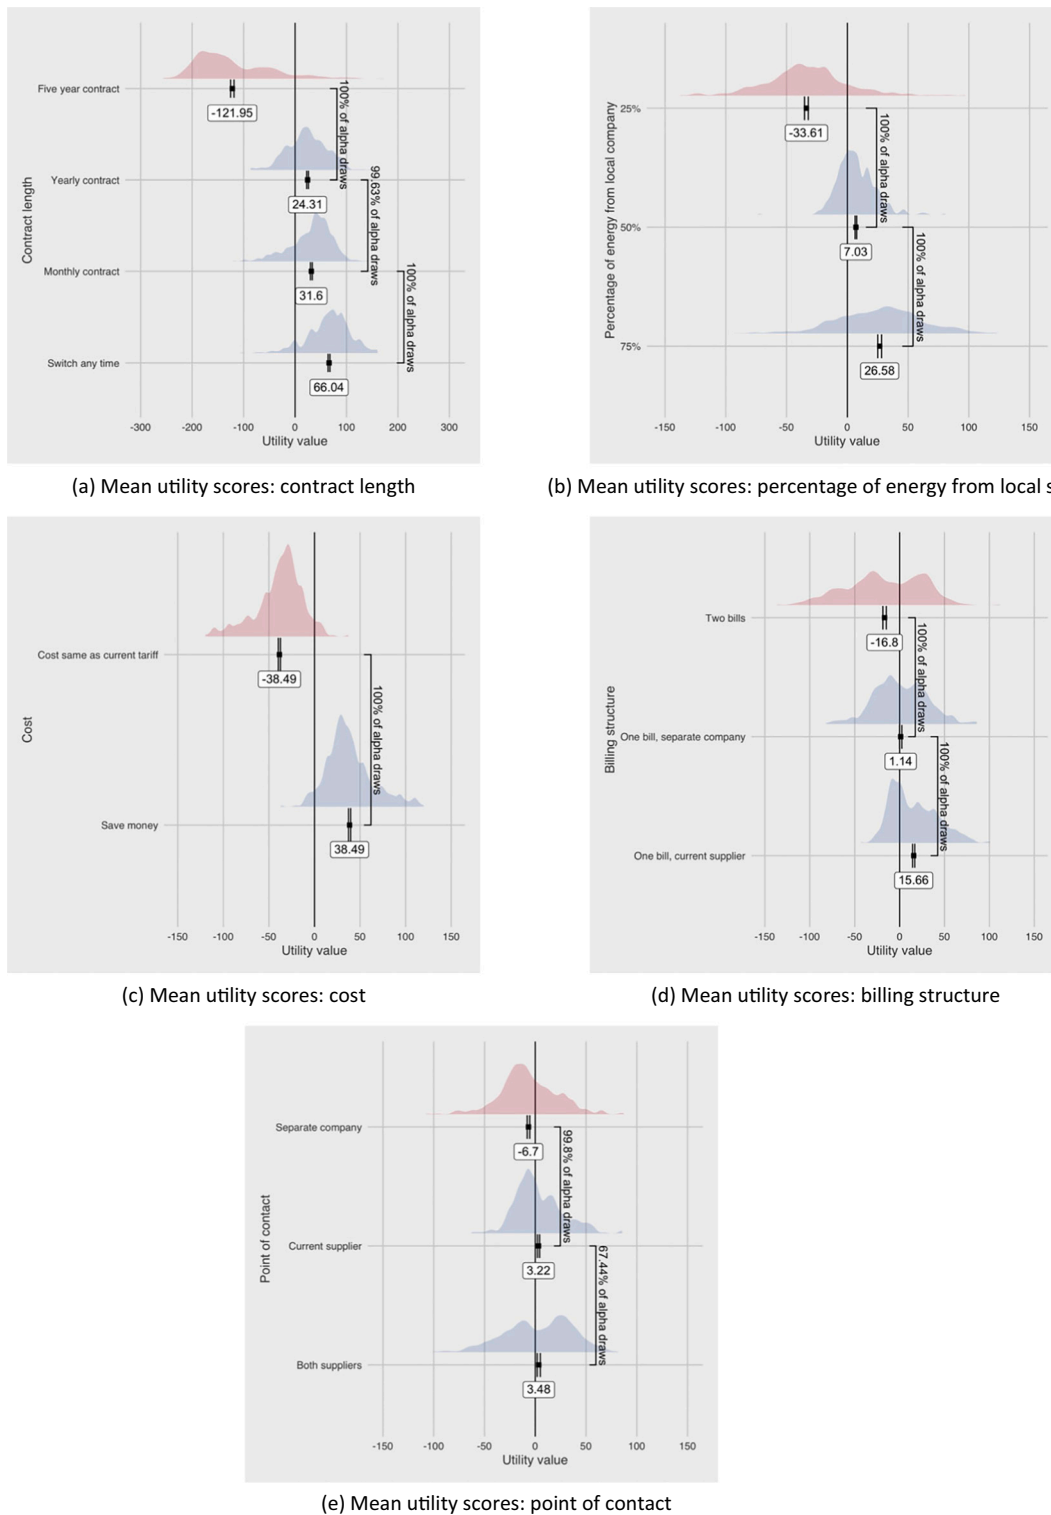 Contract length
Five year contract
-121.95
100% of alpha draws
Yearly contract
24.31
99.63% of alpha draws
Monthly contract
31.6
100% of alpha draws
Switch any time
66.04
-300 -200 -100 0 100 200 300
Utility value
(a) Mean utility scores: contract length
Percentage of energy from local company
25%
-33.61
100% of alpha draws
50%
7.03
100% of alpha draws
75%
26.58
-150 -100 -50 0 50 100 150
Utility value
(b) Mean utility scores: percentage of energy from local s
Cost
Cost same as current tariff
-38.49
100% of alpha draws
Save money
38.49
-150 -100 -50 0 50 100 150
Utility value
(c) Mean utility scores: cost
Billing structure
Two bills
-16.8
100% of alpha draws
One bill, separate company
1.14
100% of alpha draws
One bill, current supplier
15.66
-150 -100 -50 0 50 100 150
Utility value
(d) Mean utility scores: billing structure
Point of contact
Separate company
-6.7
99.8% of alpha draws
Current supplier
3.22
67.44% of alpha draws
Both suppliers
3.48
-150 -100 -50 0 50 100 150
Utility value
(e) Mean utility scores: point of contact